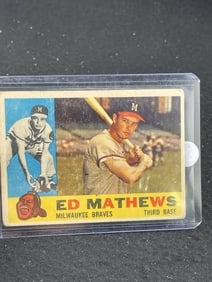 M
M
ED MATHEWS
MILWAUKEE BRAVES THIRD BASE